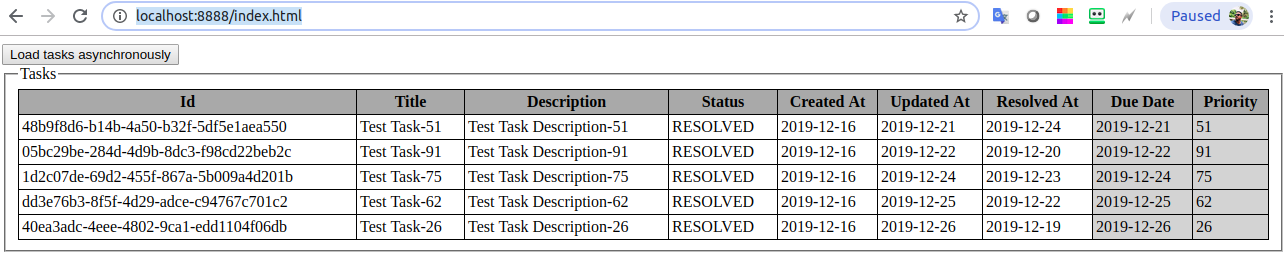 localhost:8888/index.html
Paused
Load tasks asynchronously
Tasks
Id Title Description Status Created At Updated At Resolved At Due Date Priority
48b9f8d6-b14b-4a50-b32f-5df5e1aea550 Test Task-51 Test Task Description-51 RESOLVED 2019-12-16 2019-12-21 2019-12-24 2019-12-21 51
05bc29be-284d-4d9b-8dc3-f98cd22beb2c Test Task-91 Test Task Description-91 RESOLVED 2019-12-16 2019-12-22 2019-12-20 2019-12-22 91
1d2c07de-69d2-455f-867a-5b009a4d201b Test Task-75 Test Task Description-75 RESOLVED 2019-12-16 2019-12-24 2019-12-23 2019-12-24 75
dd3e76b3-8f5f-4d29-adce-c94767c701c2 Test Task-62 Test Task Description-62 RESOLVED 2019-12-16 2019-12-25 2019-12-22 2019-12-25 62
40ea3adc-4eee-4802-9ca1-edd1104f06db Test Task-26 Test Task Description-26 RESOLVED 2019-12-16 2019-12-26 2019-12-19 2019-12-26 26